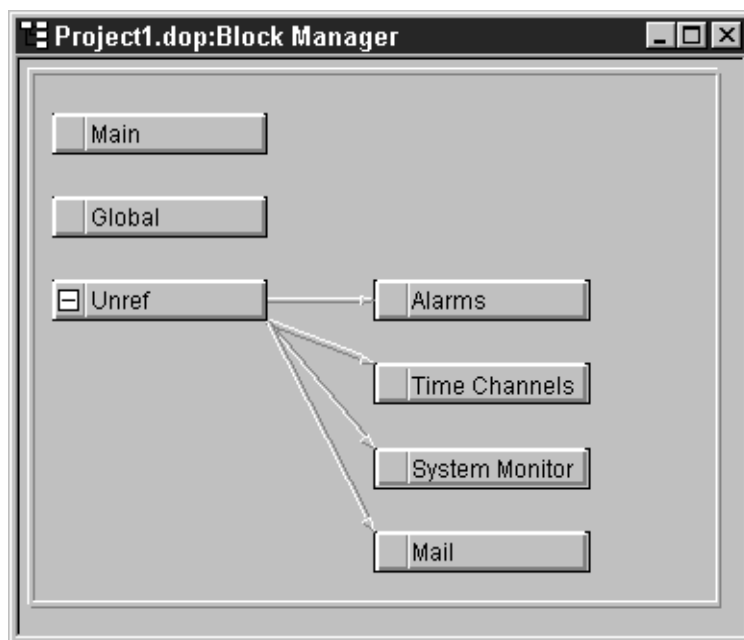 Project1.dop:Block Manager
Main
Global
Unref
Alarms
Time Channels
System Monitor
Mail